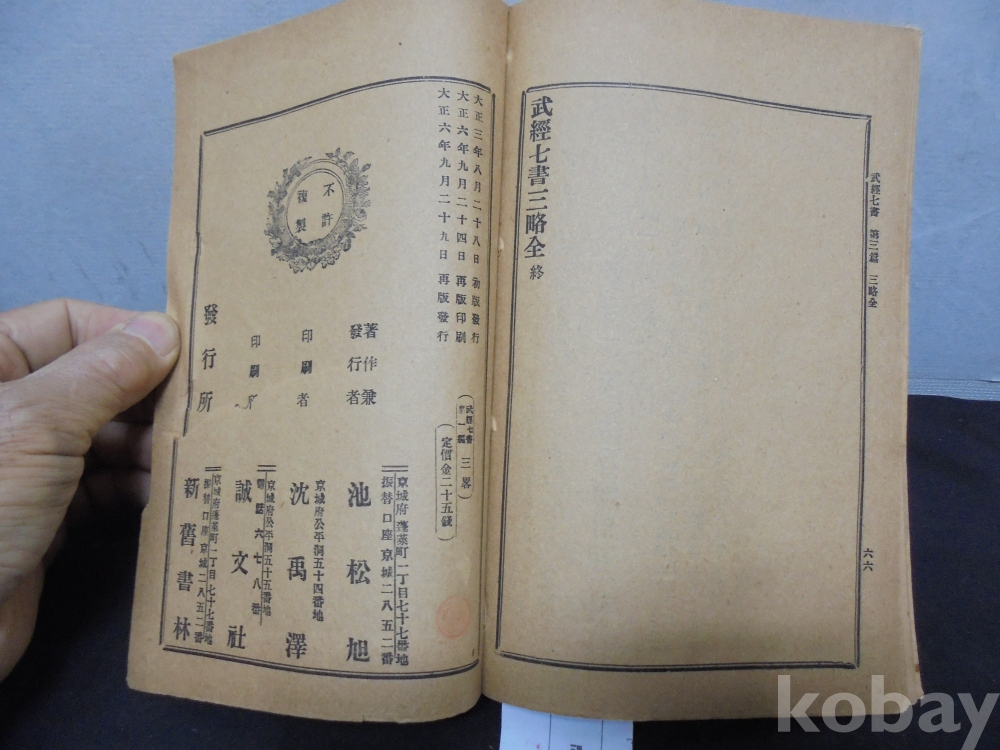 武經七書 第三篇 三略全
六六
武經七書三略全 終
大正三年八月二十八日 初版發行
大正六年九月二十四日 再版印刷
大正六年九月二十九日 再版發行
武經七書
三畧
(定價金二十五錢)
不許
複製
著作兼
發行者
京城府蓬萊町一丁目七十七番地
振替口座京城二八五二番
池松旭
印刷者
京城府公平洞五十四番地
沈禹澤
印刷所
京城府公平洞五十五番地
電話六七八番
誠文社
發行所
京城府蓬萊町一丁目七十七番地
振替口座京城二八五二番
新舊書林
kobay